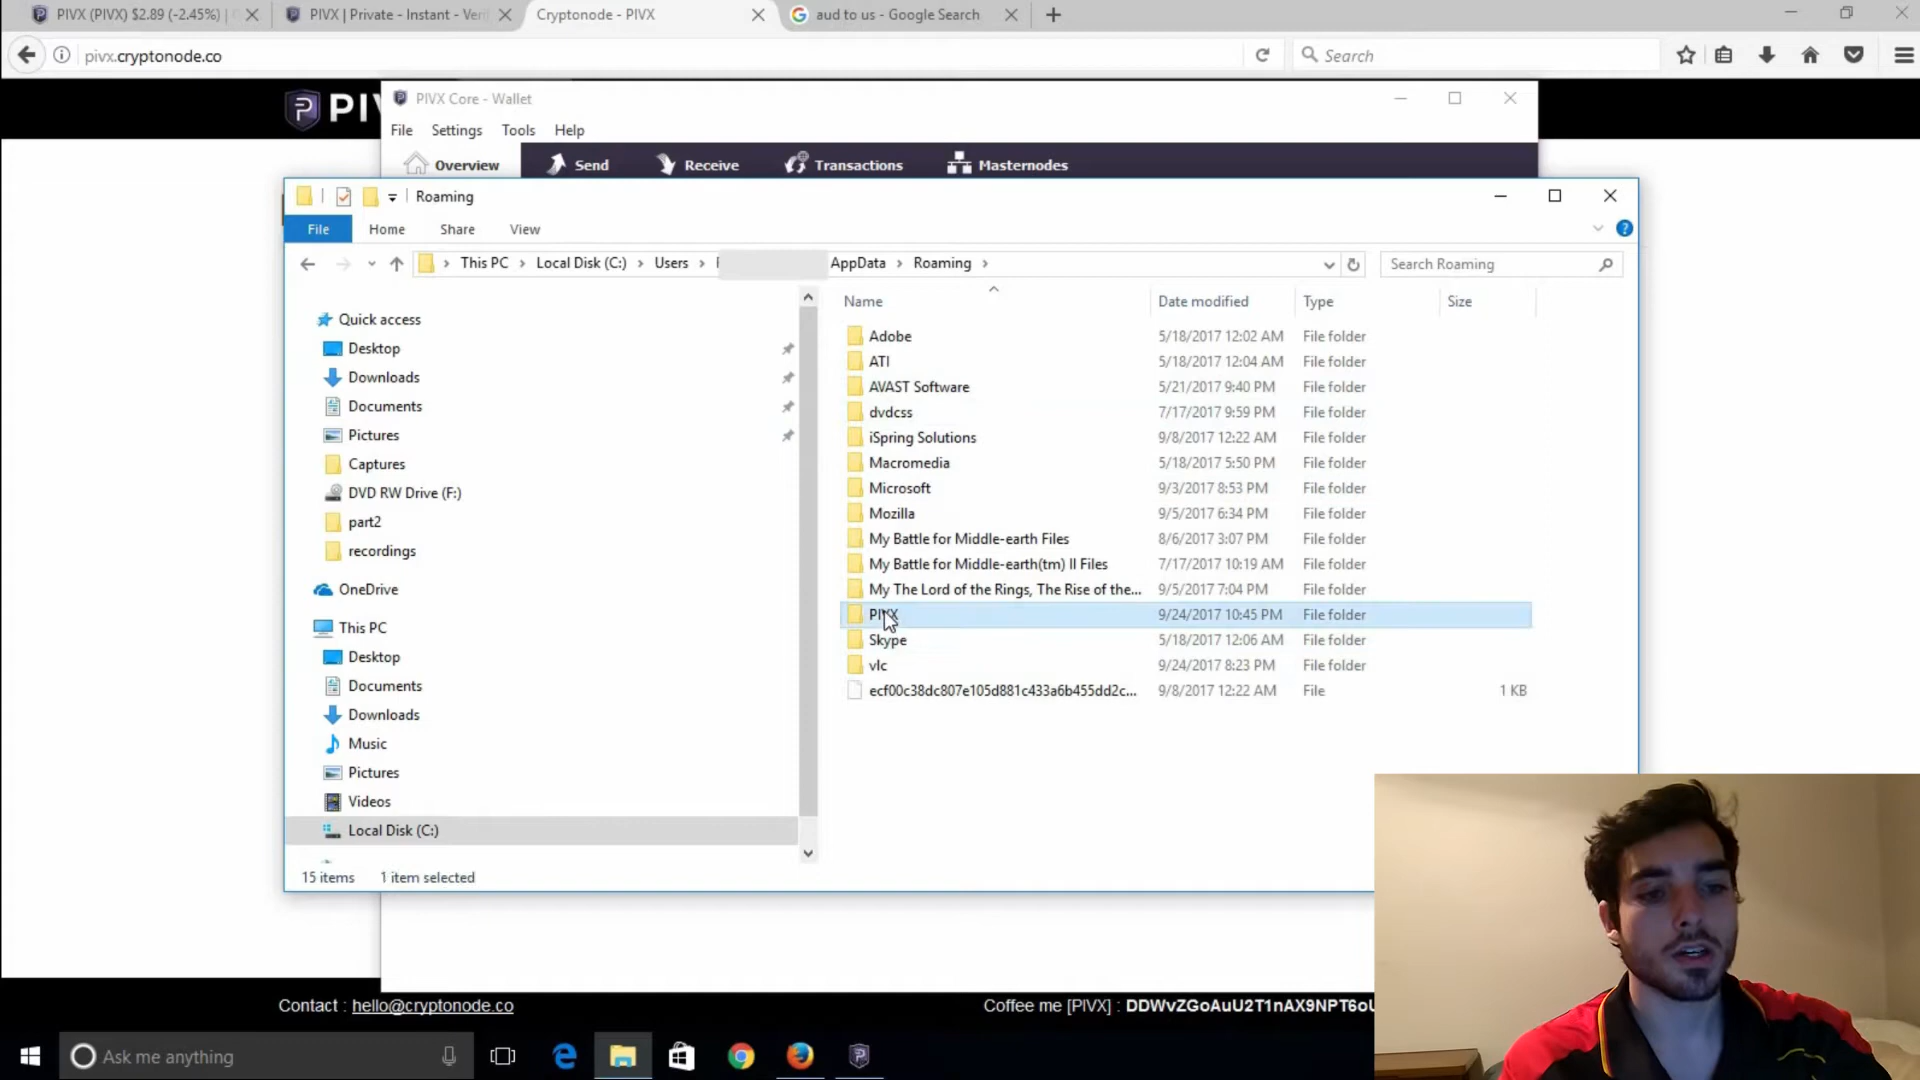 PIVX (PIVX) $2.89 (-2.45%) |
PIVX | Private - Instant - Veri
Cryptonode - PIVX
aud to us - Google Search
pivx.cryptonode.co
Search
PIV
PIVX Core - Wallet
File Settings Tools Help
Overview Send Receive Transactions Masternodes
Roaming
File Home Share View
This PC > Local Disk (C:) > Users > AppData > Roaming >
Search Roaming
Name Date modified Type Size
Quick access
Desktop
Downloads
Documents
Pictures
Captures
DVD RW Drive (F:)
part2
recordings
OneDrive
This PC
Desktop
Documents
Downloads
Music
Pictures
Videos
Local Disk (C:)
Adobe 5/18/2017 12:02 AM File folder
ATI 5/18/2017 12:04 AM File folder
AVAST Software 5/21/2017 9:40 PM File folder
dvdcss 7/17/2017 9:59 PM File folder
iSpring Solutions 9/8/2017 12:22 AM File folder
Macromedia 5/18/2017 5:50 PM File folder
Microsoft 9/3/2017 8:53 PM File folder
Mozilla 9/5/2017 6:34 PM File folder
My Battle for Middle-earth Files 8/6/2017 3:07 PM File folder
My Battle for Middle-earth(tm) II Files 7/17/2017 10:19 AM File folder
My The Lord of the Rings, The Rise of the... 9/5/2017 7:04 PM File folder
PIVX 9/24/2017 10:45 PM File folder
Skype 5/18/2017 12:06 AM File folder
vlc 9/24/2017 8:23 PM File folder
ecf00c38dc807e105d881c433a6b455dd2c... 9/8/2017 12:22 AM File 1 KB
15 items 1 item selected
Contact : hello@cryptonode.co
Coffee me [PIVX] : DDWvZGoAuU2T1nAX9NPT6oU
Ask me anything